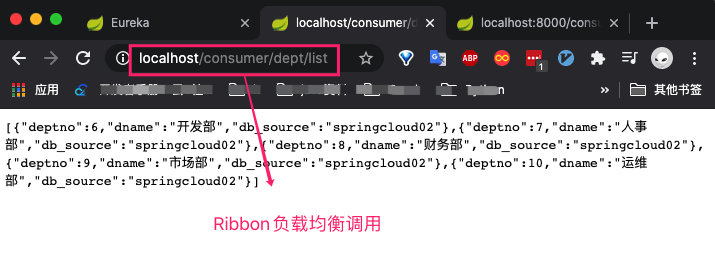 Eureka
localhost/consumer/d
localhost:8000/cons
localhost/consumer/dept/list
ABP
1
应用
其他书签
[{"deptno":6,"dname":"开发部","db_source":"springcloud02"},{"deptno":7,"dname":"人事
部","db_source":"springcloud02"},{"deptno":8,"dname":"财务部","db_source":"springcloud02"},
{"deptno":9,"dname":"市场部","db_source":"springcloud02"},{"deptno":10,"dname":"运维
部","db_source":"springcloud02"}]
Ribbon负载均衡调用